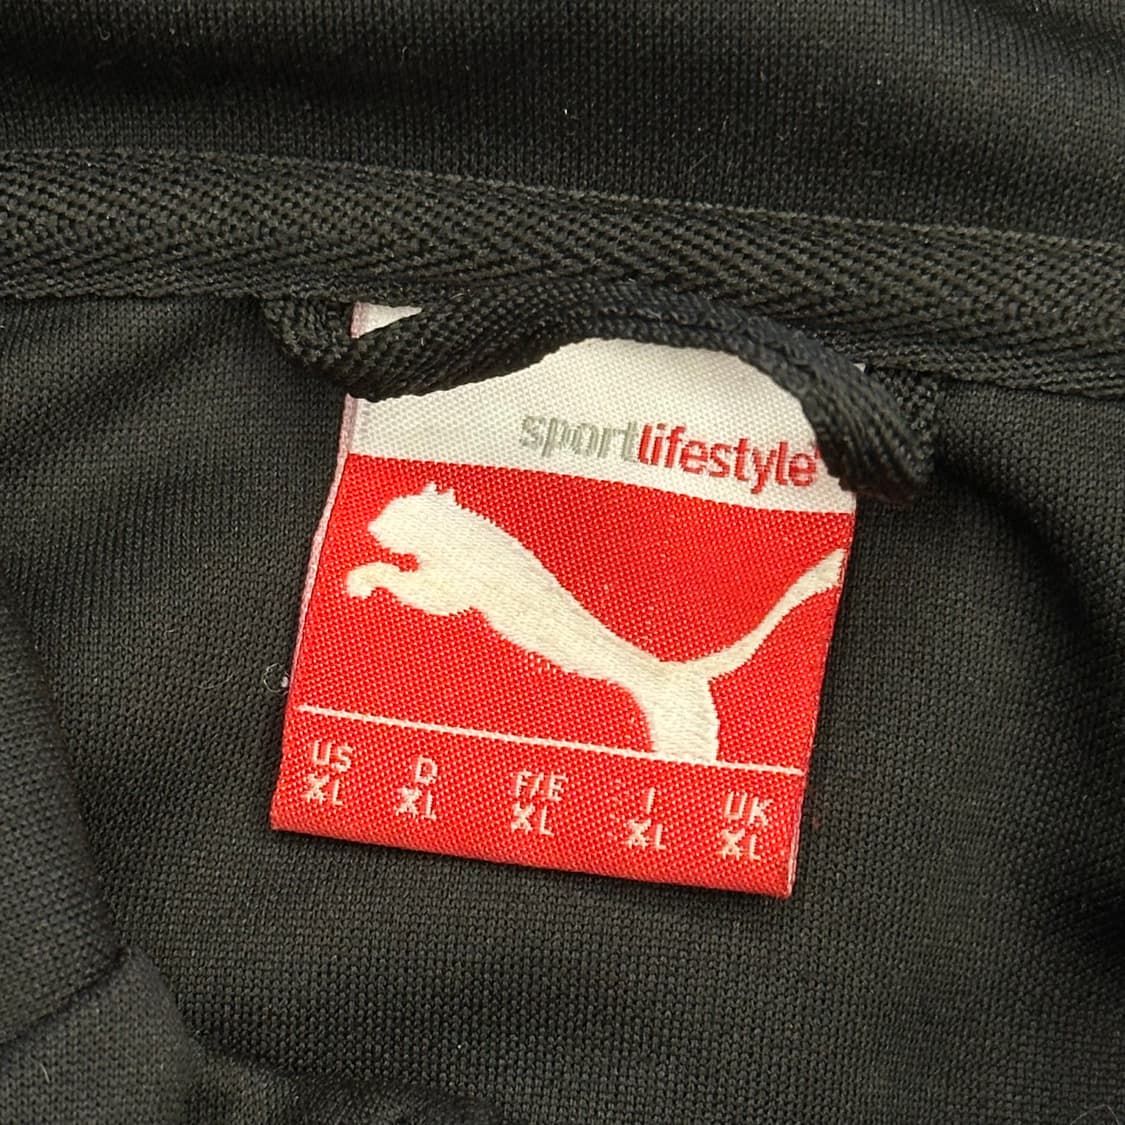 sportlifestyle
US D F/E I UK
XL XL XL XL XL